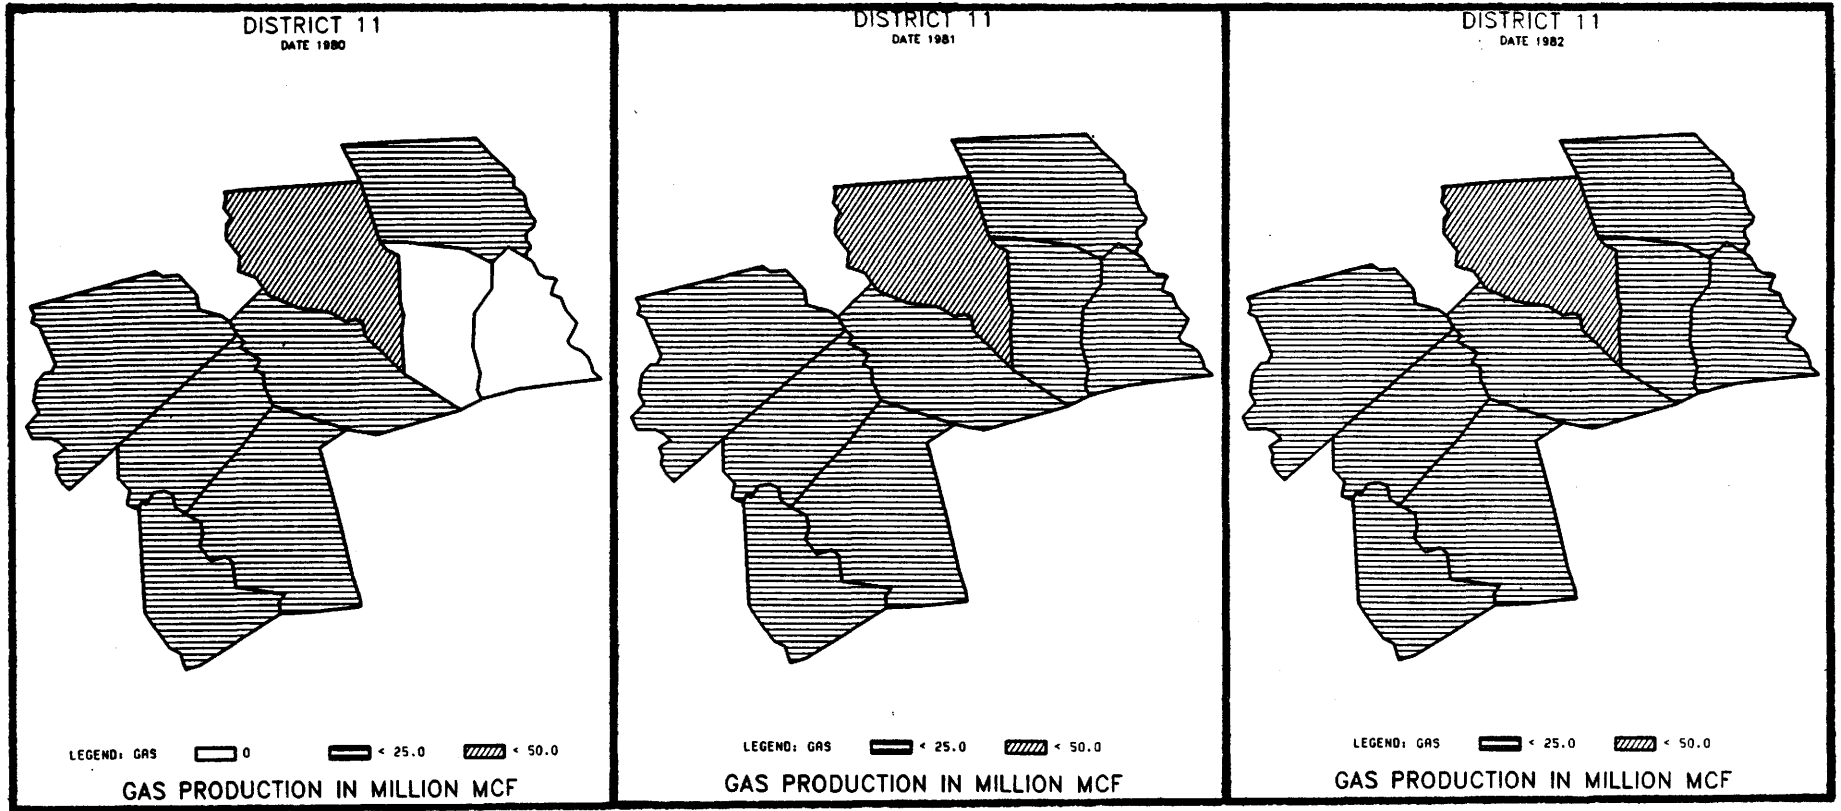 DISTRICT 11
DATE 1980
LEGEND: GAS 0 < 25.0 < 50.0
GAS PRODUCTION IN MILLION MCF
DISTRICT 11
DATE 1981
LEGEND: GAS < 25.0 < 50.0
GAS PRODUCTION IN MILLION MCF
DISTRICT 11
DATE 1982
LEGEND: GAS < 25.0 < 50.0
GAS PRODUCTION IN MILLION MCF